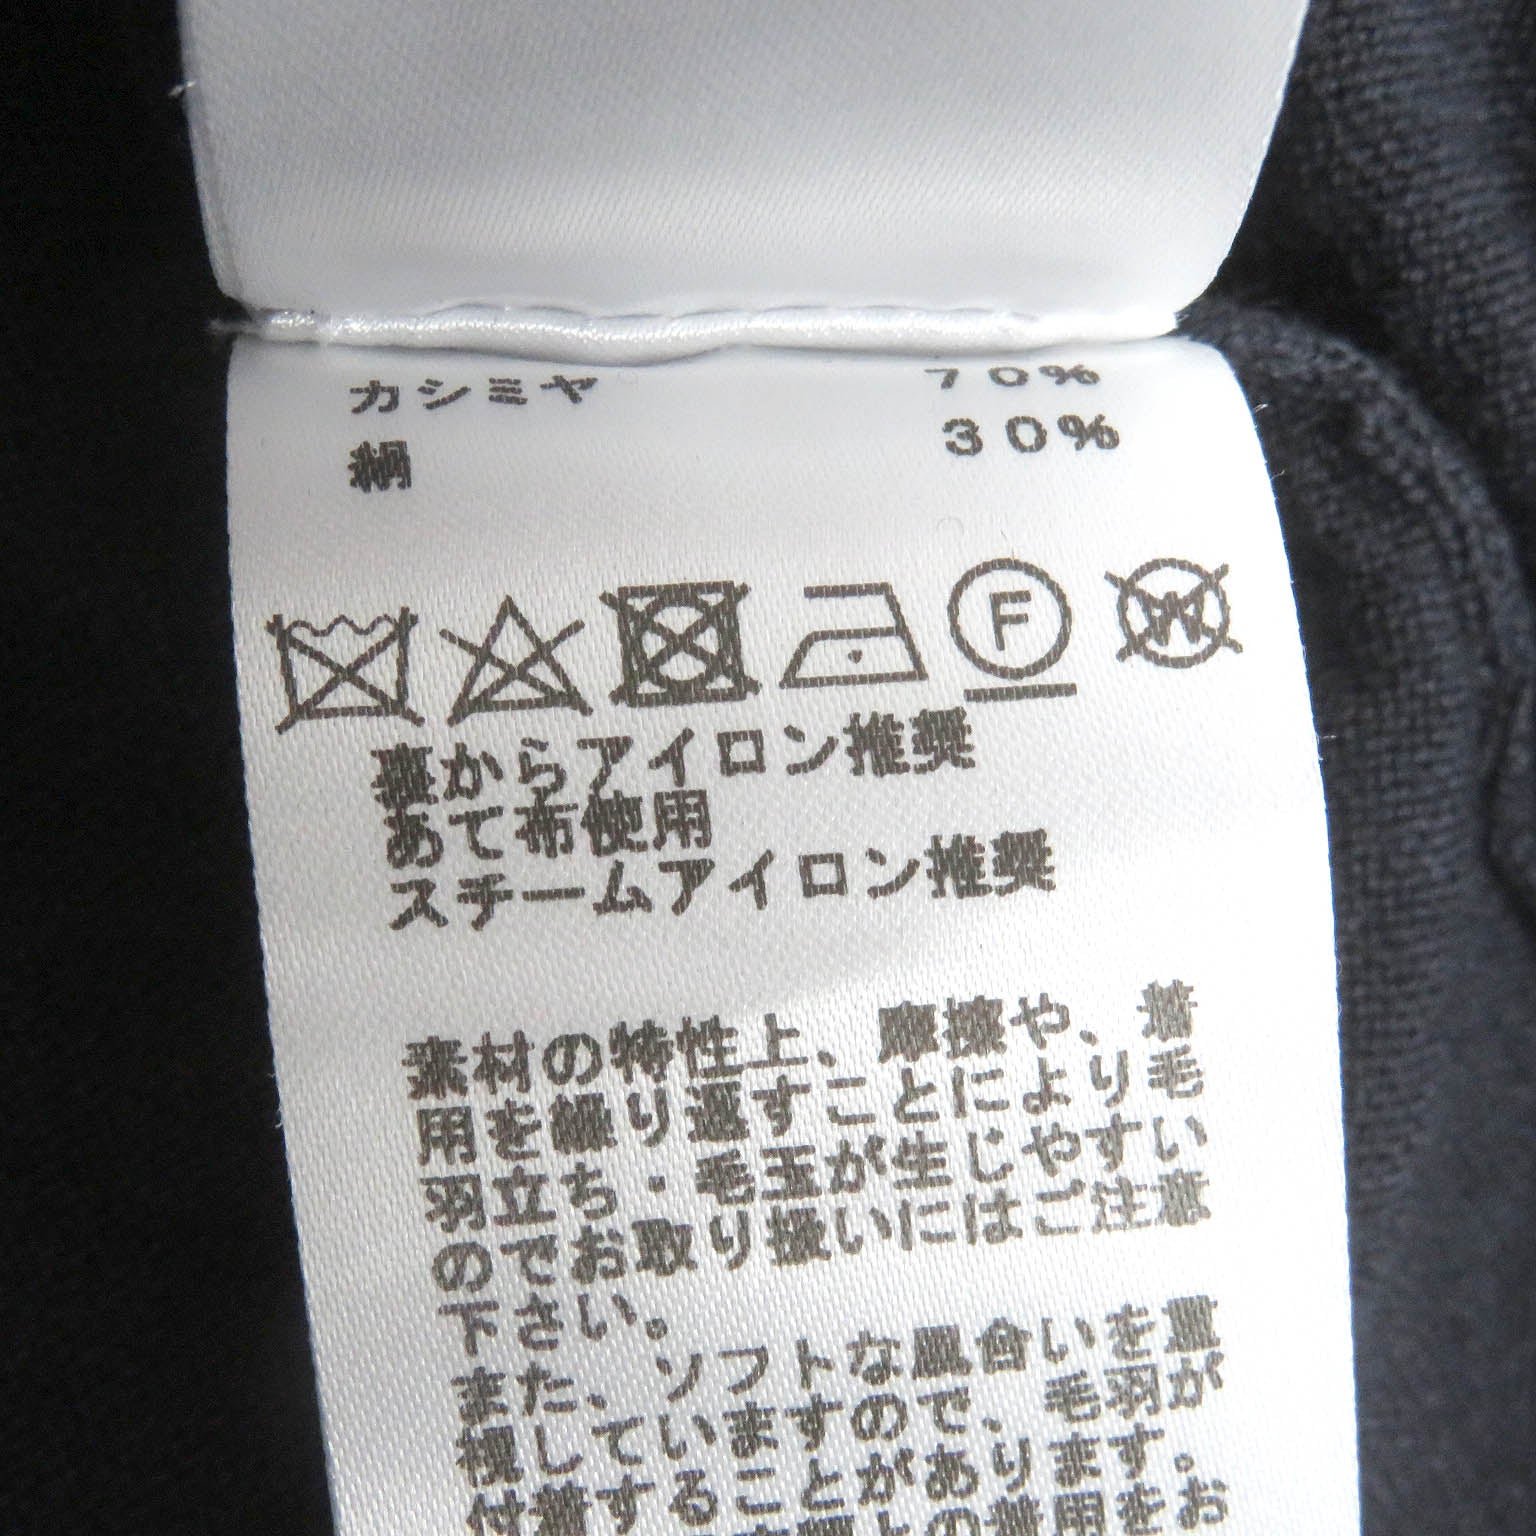 カシミヤ 70%
絹 30%
F W
裏からアイロン推奨
あて布使用
スチームアイロン推奨
素材の特性上、摩擦や、着
用を繰り返すことにより毛
羽立ち・毛玉が生じやすい
のでお取り扱いにはご注意
下さい。
また、ソフトな風合いを重
視していますので、毛羽が
付着することがあります。
の着用をお